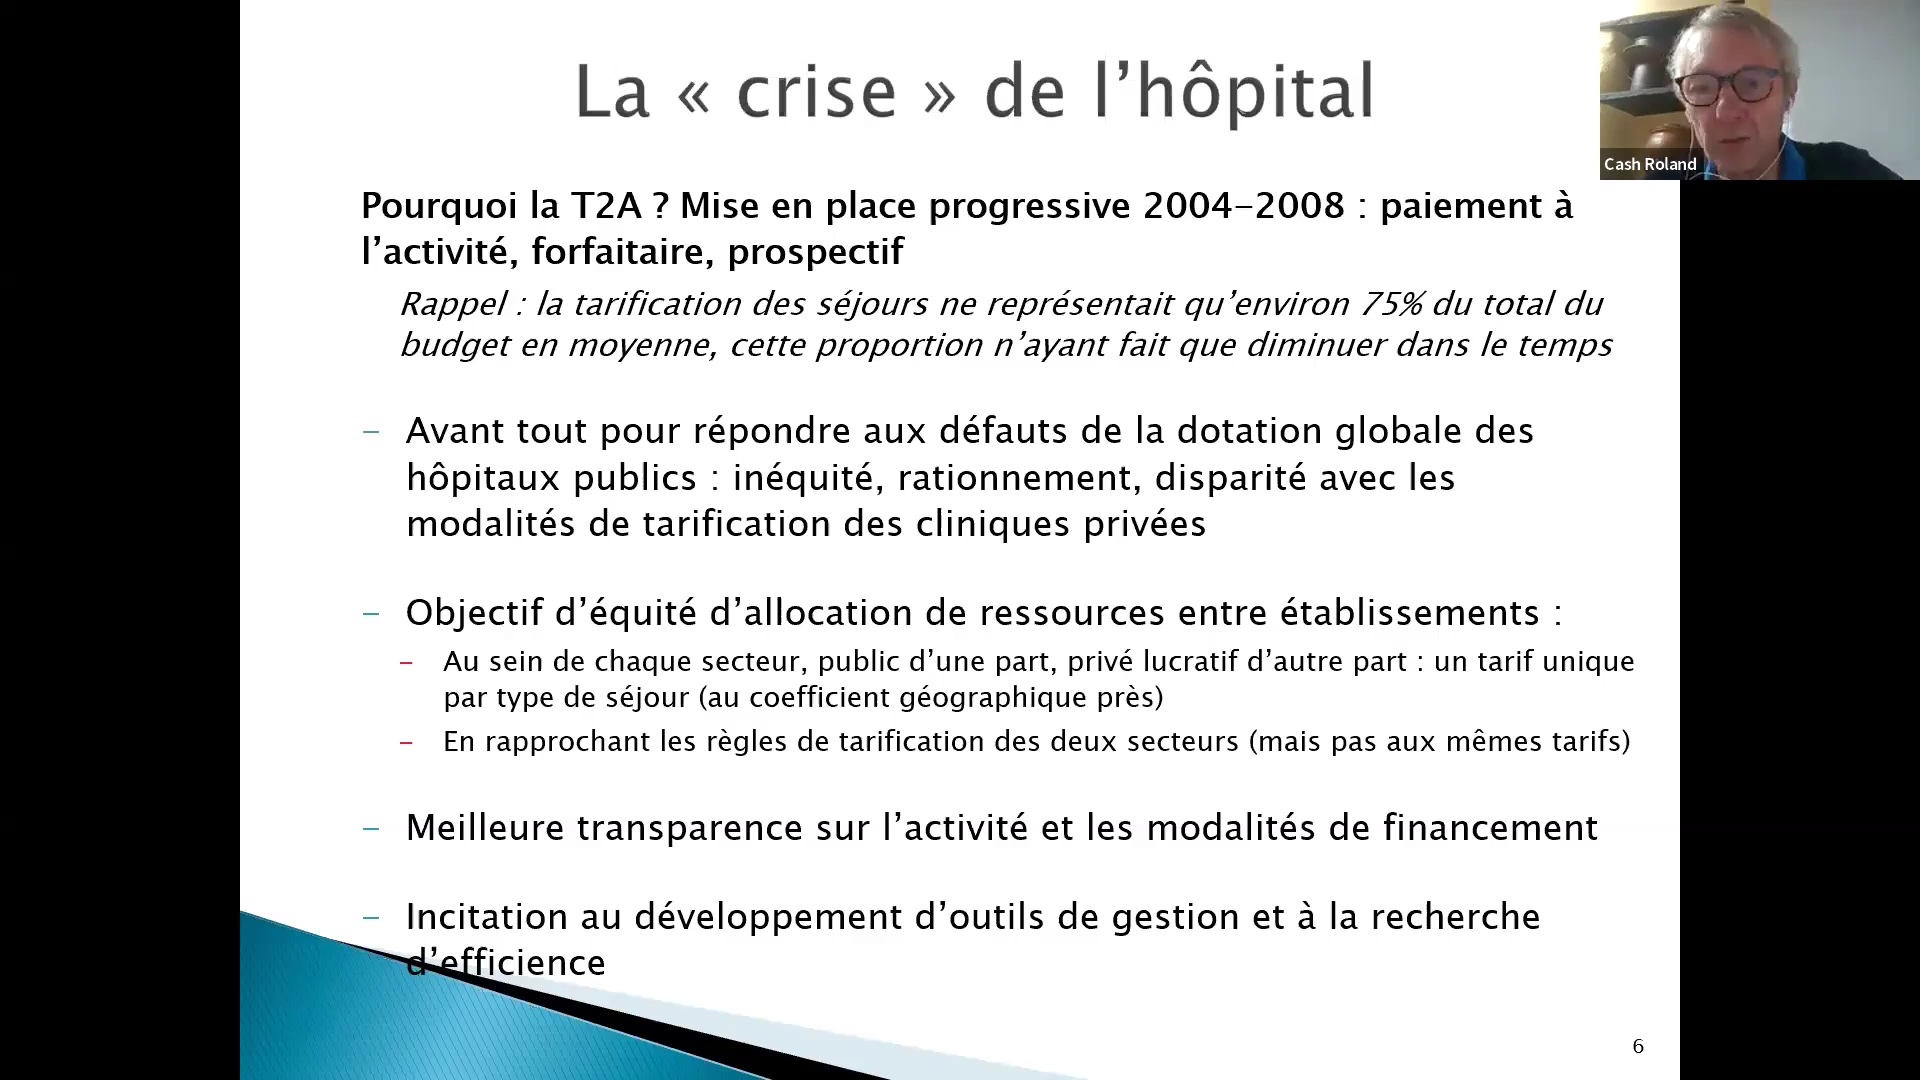 La « crise » de l’hôpital
Cash Roland
Pourquoi la T2A ? Mise en place progressive 2004-2008 : paiement à
l’activité, forfaitaire, prospectif
Rappel : la tarification des séjours ne représentait qu’environ 75% du total du
budget en moyenne, cette proportion n’ayant fait que diminuer dans le temps
- Avant tout pour répondre aux défauts de la dotation globale des
hôpitaux publics : inéquité, rationnement, disparité avec les
modalités de tarification des cliniques privées
- Objectif d’équité d’allocation de ressources entre établissements :
- Au sein de chaque secteur, public d’une part, privé lucratif d’autre part : un tarif unique
par type de séjour (au coefficient géographique près)
- En rapprochant les règles de tarification des deux secteurs (mais pas aux mêmes tarifs)
- Meilleure transparence sur l’activité et les modalités de financement
- Incitation au développement d’outils de gestion et à la recherche
d’efficience
6